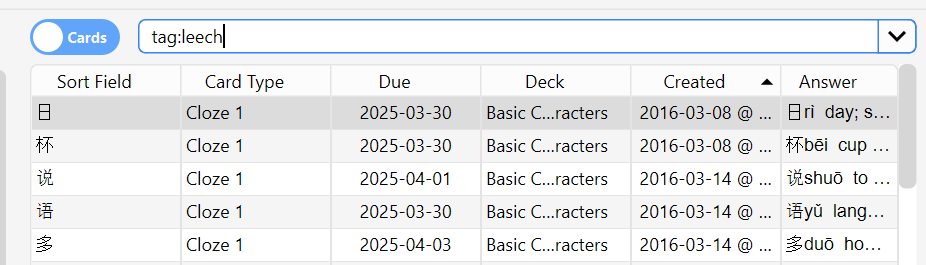 Cards tag:leech
Sort Field Card Type Due Deck Created Answer
日 Cloze 1 2025-03-30 Basic C...racters 2016-03-08 @ ... 日rì day; s...
杯 Cloze 1 2025-03-30 Basic C...racters 2016-03-08 @ ... 杯bēi cup ...
说 Cloze 1 2025-04-01 Basic C...racters 2016-03-14 @ ... 说shuō to ...
语 Cloze 1 2025-03-30 Basic C...racters 2016-03-14 @ ... 语yǔ lang...
多 Cloze 1 2025-04-03 Basic C...racters 2016-03-14 @ ... 多duō ho...